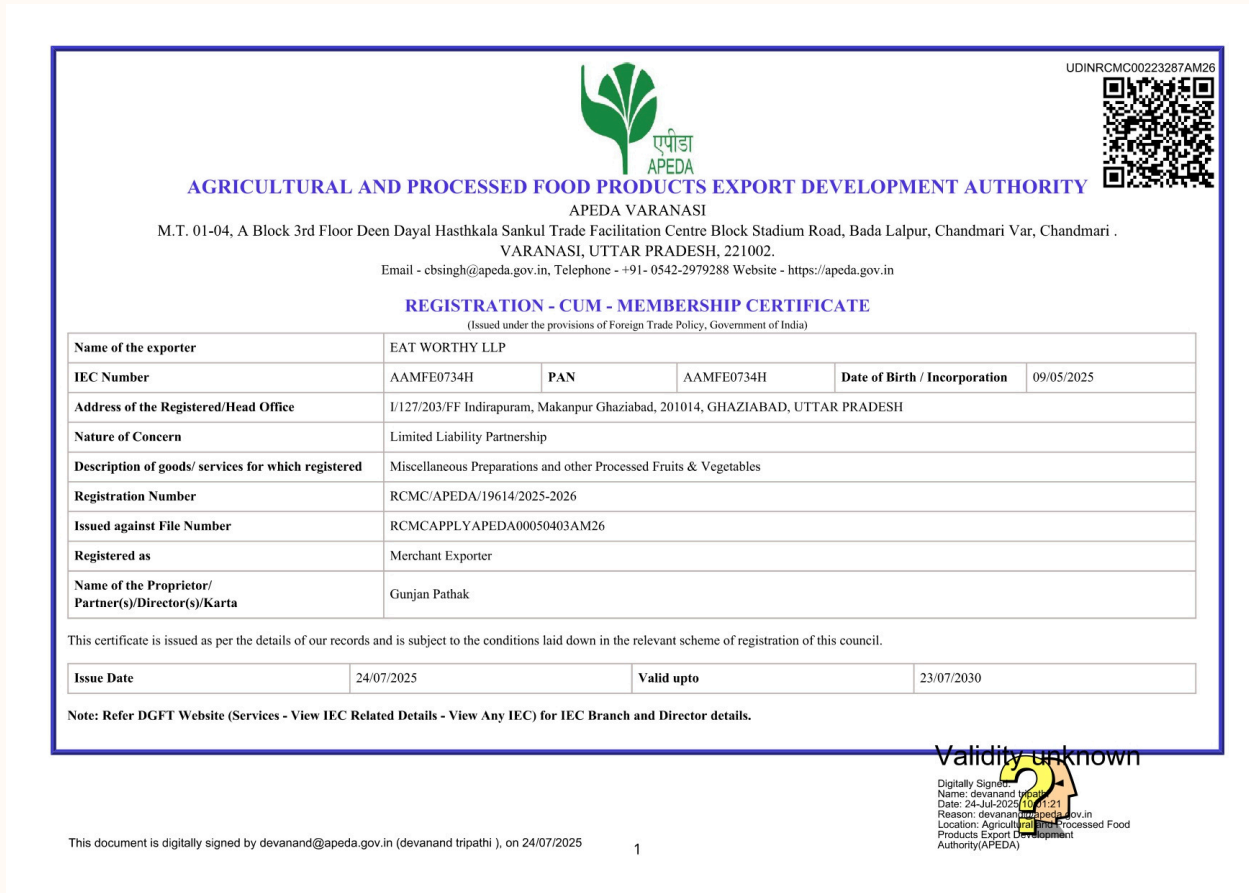 UDINRCMC00223287AM26
एपीडा
APEDA
AGRICULTURAL AND PROCESSED FOOD PRODUCTS EXPORT DEVELOPMENT AUTHORITY
APEDA VARANASI
M.T. 01-04, A Block 3rd Floor Deen Dayal Hasthkala Sankul Trade Facilitation Centre Block Stadium Road, Bada Lalpur, Chandmari Var, Chandmari .
VARANASI, UTTAR PRADESH, 221002.
Email - cbsingh@apeda.gov.in, Telephone - +91- 0542-2979288 Website - https://apeda.gov.in
REGISTRATION - CUM - MEMBERSHIP CERTIFICATE
(Issued under the provisions of Foreign Trade Policy, Government of India)
Name of the exporter EAT WORTHY LLP
IEC Number AAMFE0734H PAN AAMFE0734H Date of Birth / Incorporation 09/05/2025
Address of the Registered/Head Office I/127/203/FF Indirapuram, Makanpur Ghaziabad, 201014, GHAZIABAD, UTTAR PRADESH
Nature of Concern Limited Liability Partnership
Description of goods/ services for which registered Miscellaneous Preparations and other Processed Fruits & Vegetables
Registration Number RCMC/APEDA/19614/2025-2026
Issued against File Number RCMCAPPLYAPEDA00050403AM26
Registered as Merchant Exporter
Name of the Proprietor/
Partner(s)/Director(s)/Karta Gunjan Pathak
This certificate is issued as per the details of our records and is subject to the conditions laid down in the relevant scheme of registration of this council.
Issue Date 24/07/2025 Valid upto 23/07/2030
Note: Refer DGFT Website (Services - View IEC Related Details - View Any IEC) for IEC Branch and Director details.
Validity unknown
Digitally Signed.
Name: devanand tripathi
Date: 24-Jul-2025 10:01:21
Reason: devanand@apeda.gov.in
Location: Agricultural and Processed Food
Products Export Development
Authority(APEDA)
This document is digitally signed by devanand@apeda.gov.in (devanand tripathi ), on 24/07/2025
1